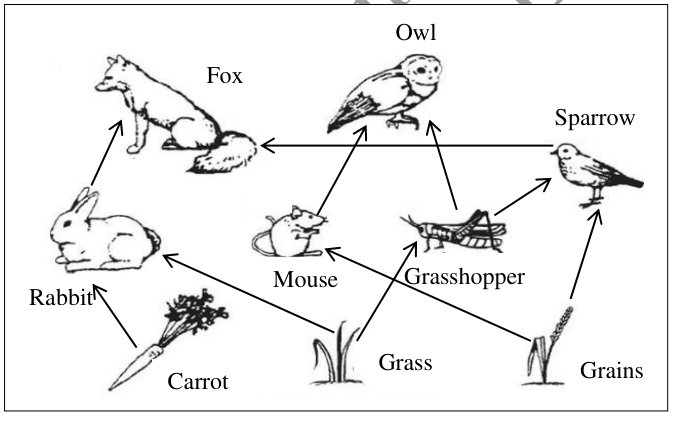 Owl
Fox
Sparrow
Mouse
Grasshopper
Rabbit
Carrot
Grass
Grains